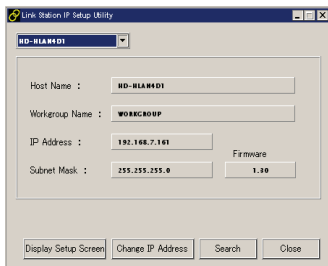 Link Station IP Setup Utility
HD-HLAN4D1
Host Name : HD-HLAN4D1
Workgroup Name : WORKGROUP
IP Address : 192.168.7.161
Firmware
Subnet Mask : 255.255.255.0 1.30
Display Setup Screen Change IP Address Search Close